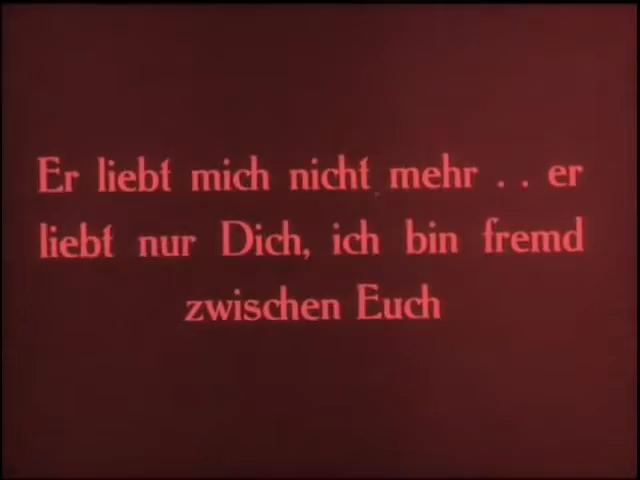 Er liebt mich nicht mehr . . er
liebt nur Dich, ich bin fremd
zwischen Euch